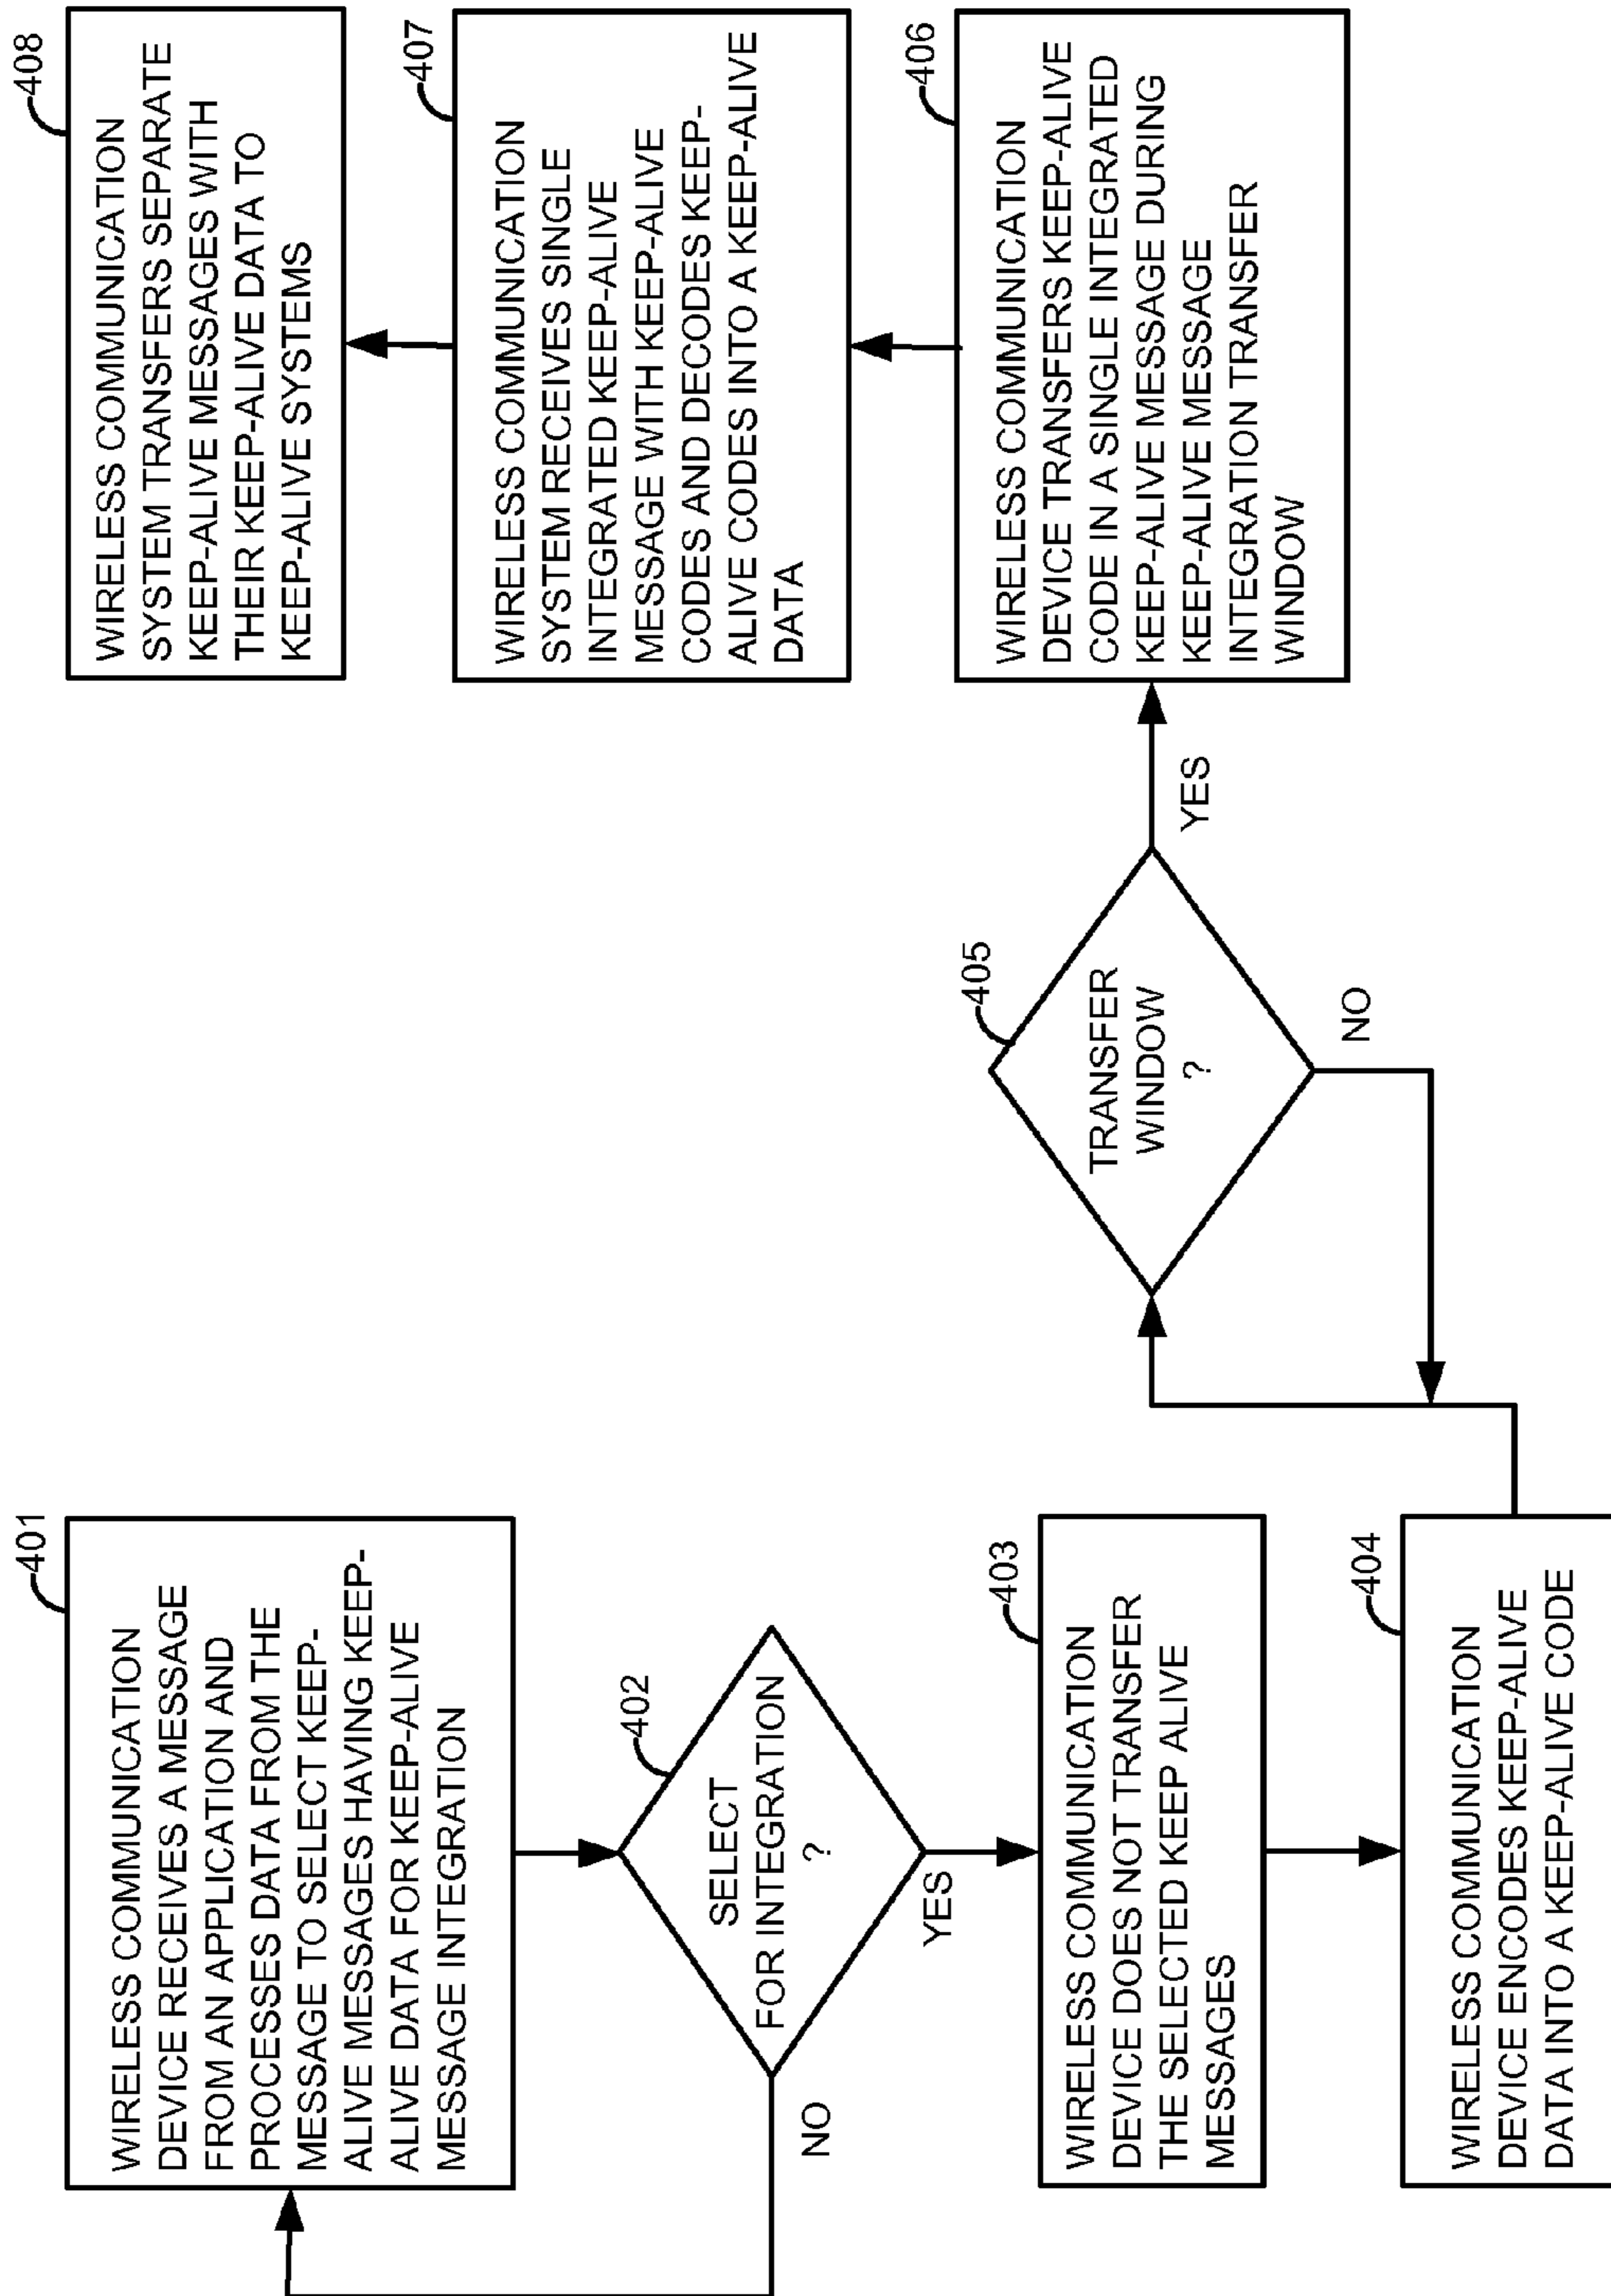 401
WIRELESS COMMUNICATION
DEVICE RECEIVES A MESSAGE
FROM AN APPLICATION AND
PROCESSES DATA FROM THE
MESSAGE TO SELECT KEEP-
ALIVE MESSAGES HAVING KEEP-
ALIVE DATA FOR KEEP-ALIVE
MESSAGE INTEGRATION
402
SELECT
FOR INTEGRATION
?
NO
YES
403
WIRELESS COMMUNICATION
DEVICE DOES NOT TRANSFER
THE SELECTED KEEP ALIVE
MESSAGES
404
WIRELESS COMMUNICATION
DEVICE ENCODES KEEP-ALIVE
DATA INTO A KEEP-ALIVE CODE
405
TRANSFER
WINDOW
?
NO
YES
406
WIRELESS COMMUNICATION
DEVICE TRANSFERS KEEP-ALIVE
CODE IN A SINGLE INTEGRATED
KEEP-ALIVE MESSAGE DURING
KEEP-ALIVE MESSAGE
INTEGRATION TRANSFER
WINDOW
407
WIRELESS COMMUNICATION
SYSTEM RECEIVES SINGLE
INTEGRATED KEEP-ALIVE
MESSAGE WITH KEEP-ALIVE
CODES AND DECODES KEEP-
ALIVE CODES INTO A KEEP-ALIVE
DATA
408
WIRELESS COMMUNICATION
SYSTEM TRANSFERS SEPARATE
KEEP-ALIVE MESSAGES WITH
THEIR KEEP-ALIVE DATA TO
KEEP-ALIVE SYSTEMS